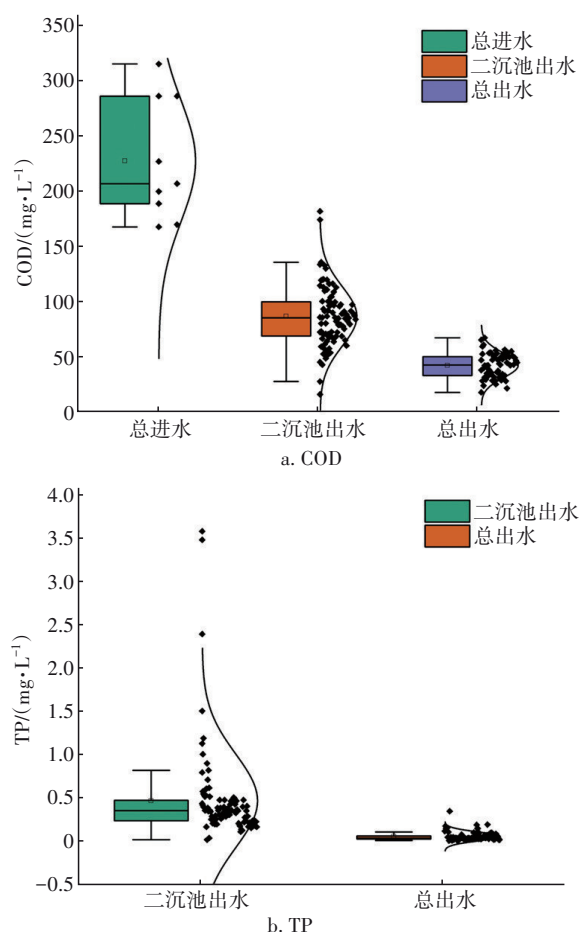 总进水
二沉池出水
总出水
350
300
250
200
150
100
50
0
COD/(mg•L⁻¹)
总进水
二沉池出水
总出水
a. COD
二沉池出水
总出水
4.0
3.5
3.0
2.5
2.0
1.5
1.0
0.5
0
−0.5
TP/(mg•L⁻¹)
二沉池出水
总出水
b. TP